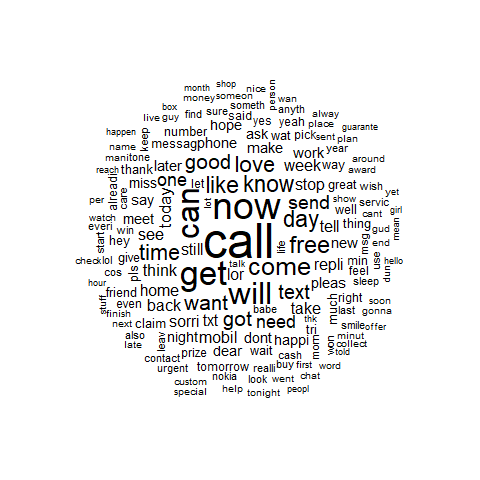 month shop nice person
money someon wan
box someth anyth alway
live guy find sure said yes yeah place guarante
happen keep number hope ask wat pick sent plan
name messag phone make year
manitone thank later good love work around
reach week way award
alreadi miss one let like know stop great wish yet
per care say lot now send show servic
watch today can day well cant girl
everi meet tell thing gud mean
start win see call free new msg end
hey time still life min use
check lol give get talk come repli feel dun hello
cos pls think lor sleep
hour friend home want will text pleas
stuff even back babe take much right soon
finish sorri txt got need thk last gonna
next claim tri smile offer
also leav night mobil dont happi mom won minut
late prize dear wait cash told collect
contact tomorrow realli buy first word
urgent nokia look went chat
custom help tonight peopl
special